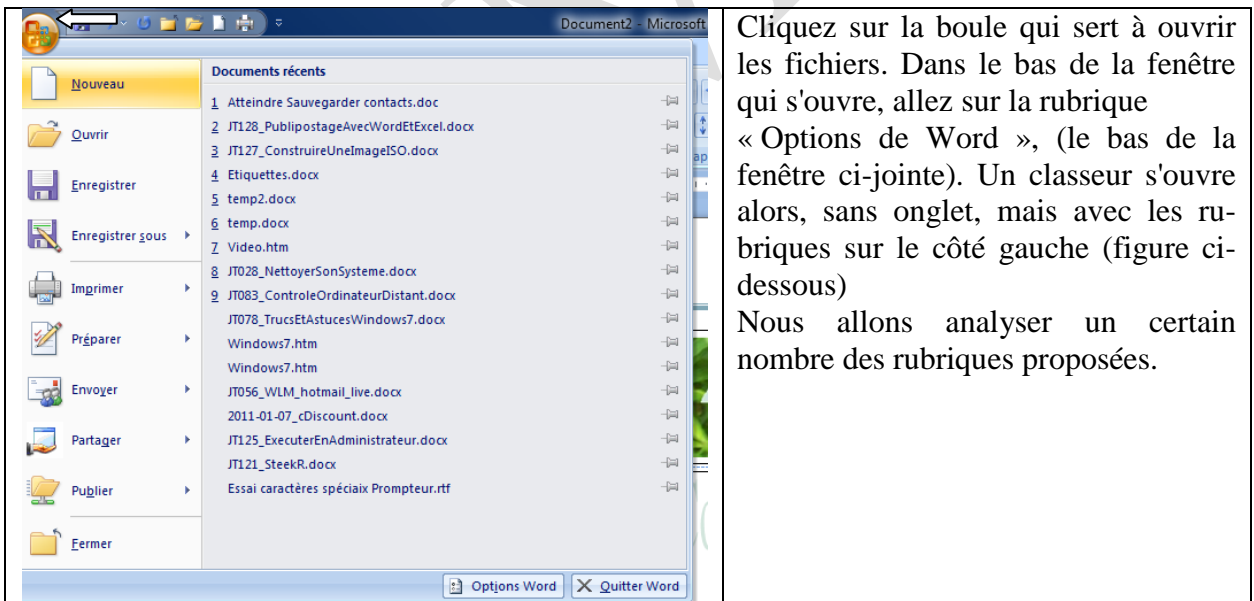 Document2 - Microsoft
Nouveau
Ouvrir
Enregistrer
Enregistrer sous
Imprimer
Préparer
Envoyer
Partager
Publier
Fermer
Documents récents
1 Atteindre Sauvegarder contacts.doc
2 JT128_PublipostageAvecWordEtExcel.docx
3 JT127_ConstruireUneImageISO.docx
4 Etiquettes.docx
5 temp2.docx
6 temp.docx
7 Video.htm
8 JT028_NettoyerSonSysteme.docx
9 JT083_ControleOrdinateurDistant.docx
JT078_TrucsEtAstucesWindows7.docx
Windows7.htm
Windows7.htm
JT056_WLM_hotmail_live.docx
2011-01-07_cDiscount.docx
JT125_ExecuterEnAdministrateur.docx
JT121_SteekR.docx
Essai caractères spéciaix Prompteur.rtf
Options Word
Quitter Word
Cliquez sur la boule qui sert à ouvrir
les fichiers. Dans le bas de la fenêtre
qui s'ouvre, allez sur la rubrique
« Options de Word », (le bas de la
fenêtre ci-jointe). Un classeur s'ouvre
alors, sans onglet, mais avec les ru-
briques sur le côté gauche (figure ci-
dessous)
Nous allons analyser un certain
nombre des rubriques proposées.